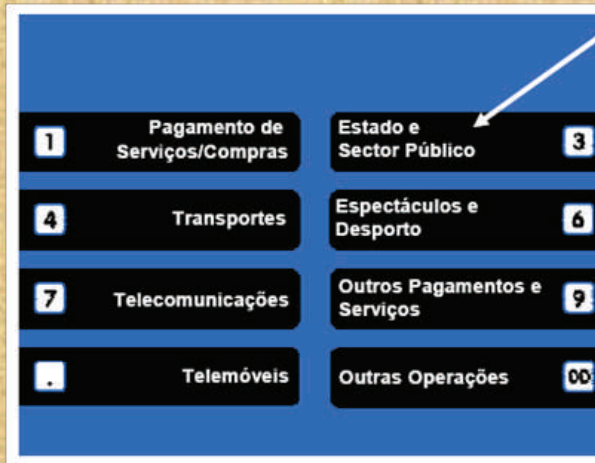 1
Pagamento de
Serviços/Compras
Estado e
Sector Público
3
4
Transportes
Espectáculos e
Desporto
6
7
Telecomunicações
Outros Pagamentos e
Serviços
9
.
Telemóveis
Outras Operações
00